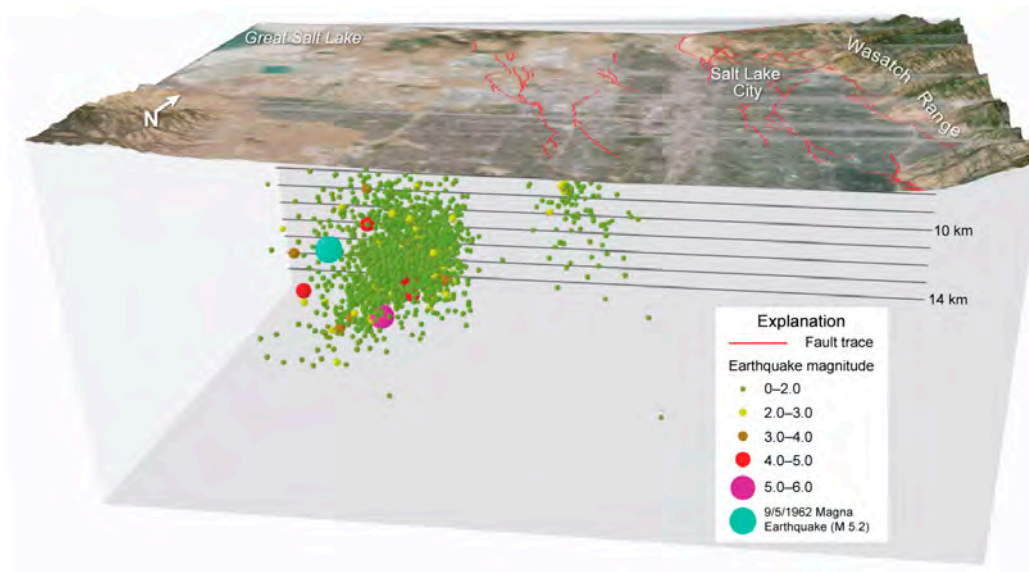 Great Salt Lake
Wasatch
Range
Salt Lake
City
N
10 km
14 km
Explanation
Fault trace
Earthquake magnitude
0–2.0
2.0–3.0
3.0–4.0
4.0–5.0
5.0–6.0
9/5/1962 Magna
Earthquake (M 5.2)